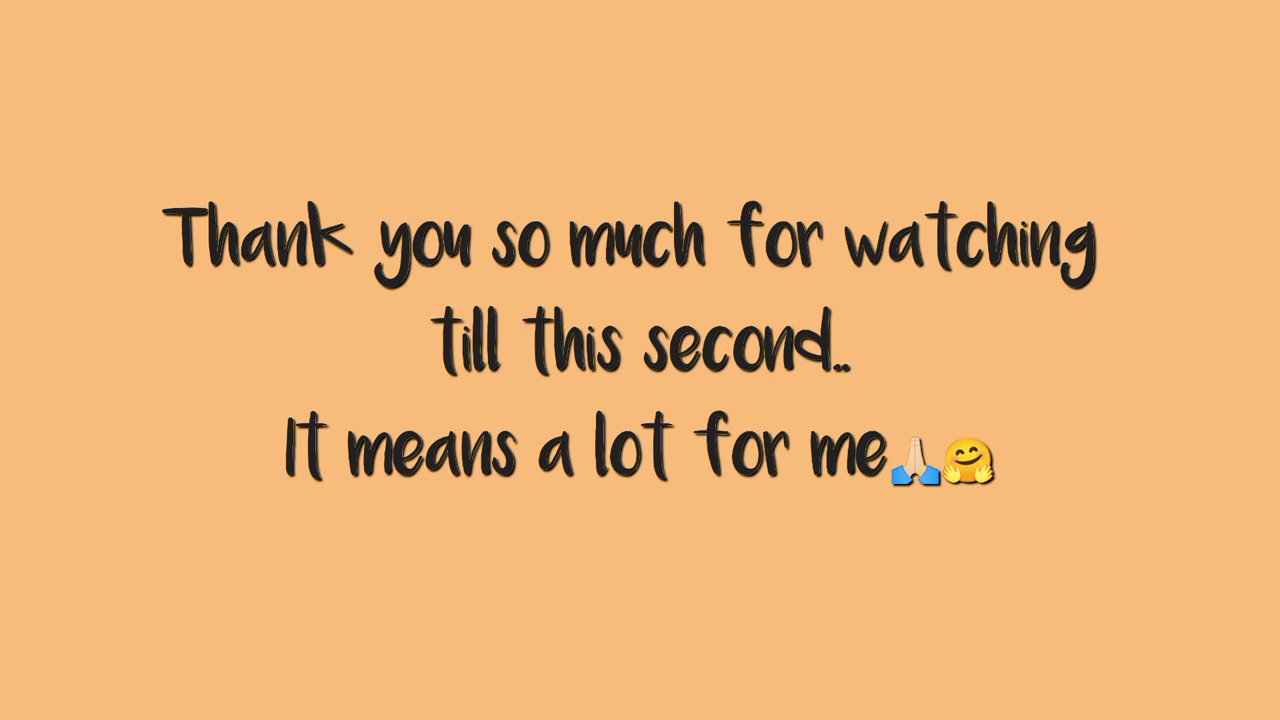 Thank you so much for watching
till this second..
It means a lot for me🙏🏻🤗